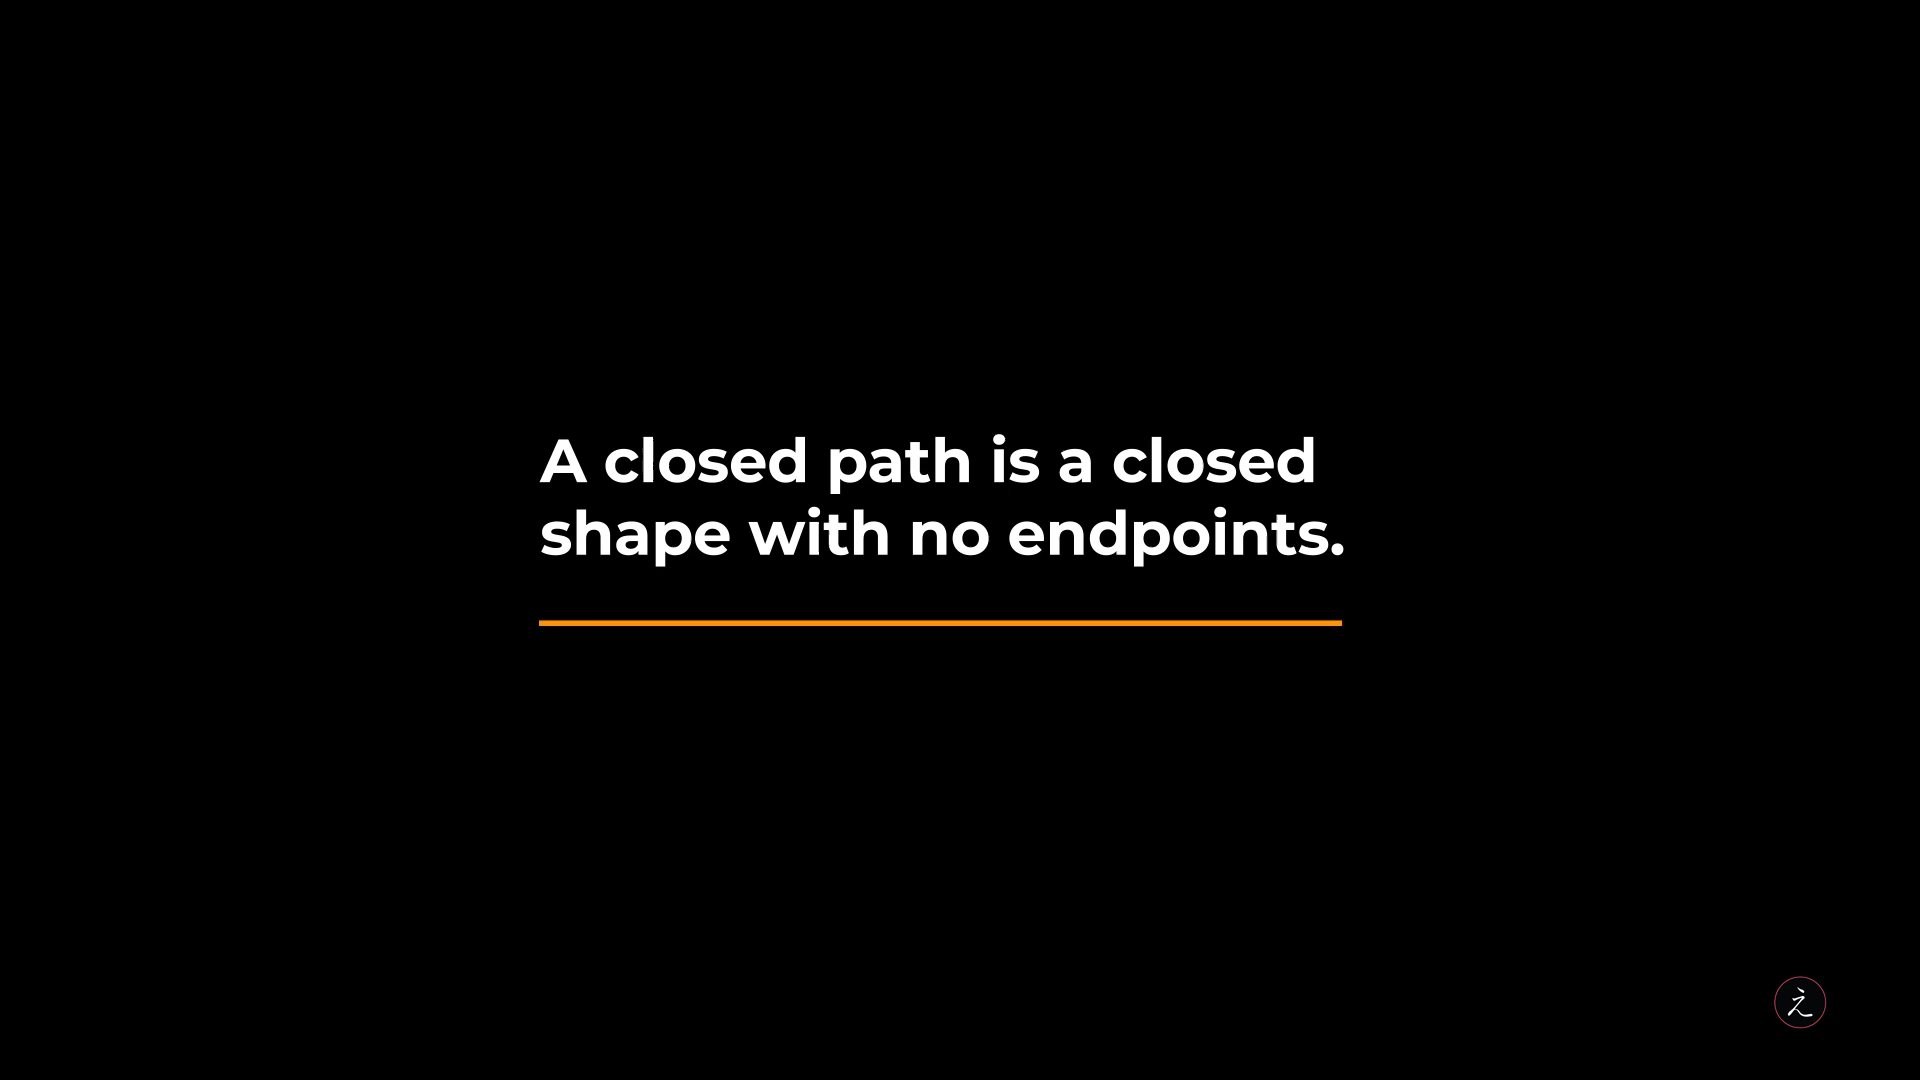 A closed path is a closed
shape with no endpoints.
え